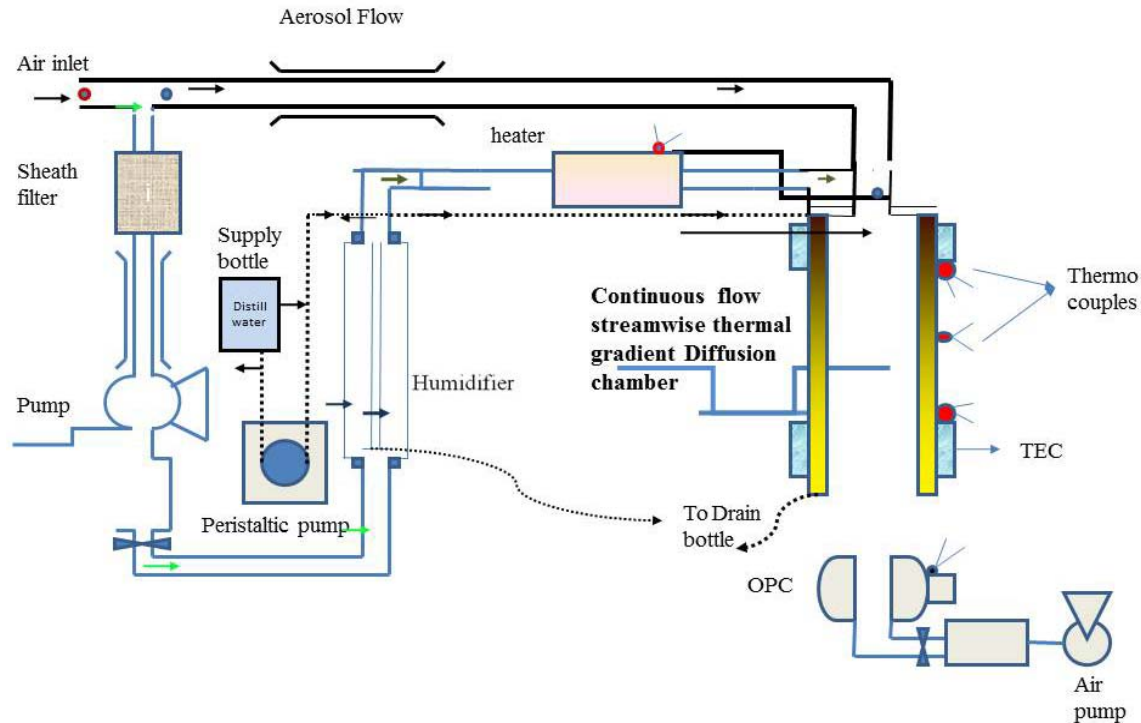 Aerosol Flow
Air inlet
heater
Sheath
filter
Supply
bottle
Distill
water
Continuous flow
streamwise thermal
gradient Diffusion
chamber
Thermo
couples
Humidifier
Pump
TEC
Peristaltic pump
To Drain
bottle
OPC
Air
pump